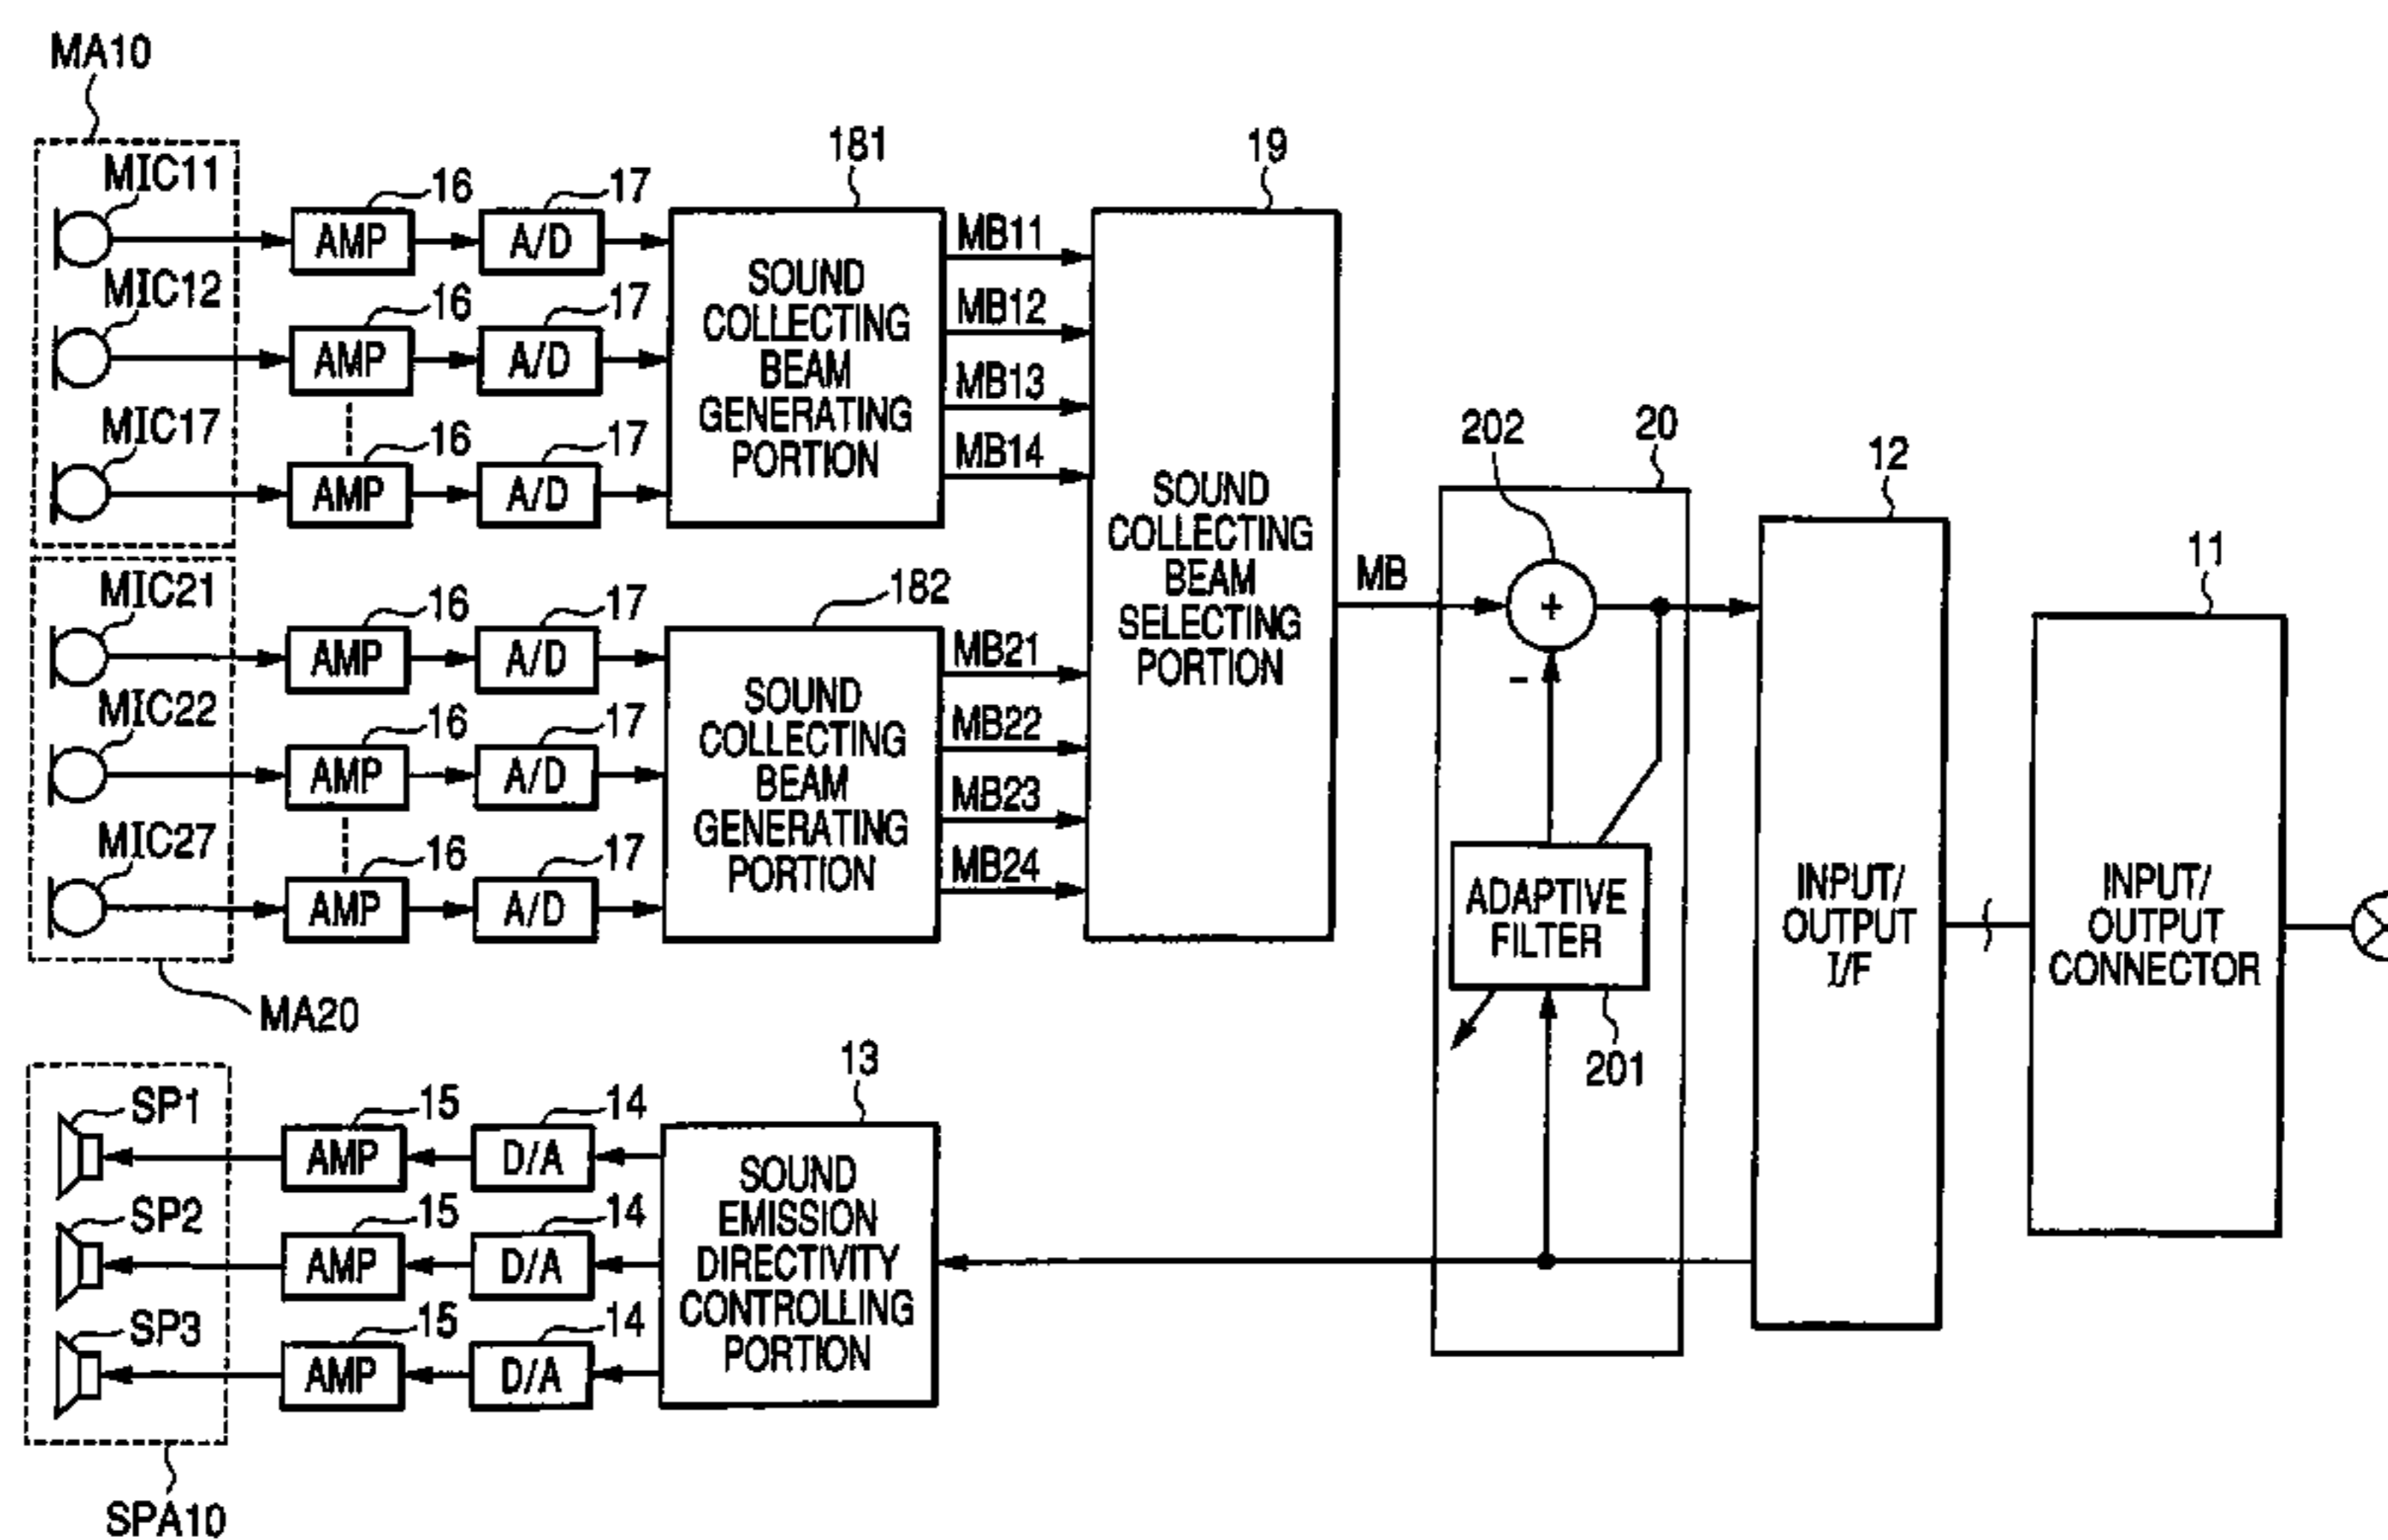 MA10
MIC11
16
17
AMP
A/D
MIC12
16
17
AMP
A/D
MIC17
16
17
AMP
A/D
181
SOUND
COLLECTING
BEAM
GENERATING
PORTION
MB11
MB12
MB13
MB14
MIC21
16
17
AMP
A/D
MIC22
16
17
AMP
A/D
MIC27
16
17
AMP
A/D
MA20
182
SOUND
COLLECTING
BEAM
GENERATING
PORTION
MB21
MB22
MB23
MB24
19
SOUND
COLLECTING
BEAM
SELECTING
PORTION
MB
202
20
+
-
ADAPTIVE
FILTER
201
12
INPUT/
OUTPUT
I/F
11
INPUT/
OUTPUT
CONNECTOR
SP1
15
14
AMP
D/A
SP2
15
14
AMP
D/A
SP3
15
14
AMP
D/A
13
SOUND
EMISSION
DIRECTIVITY
CONTROLLING
PORTION
SPA10